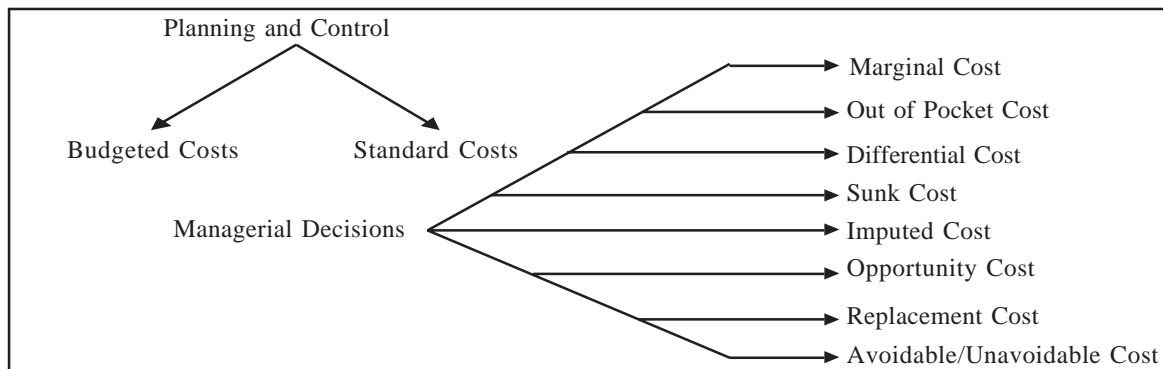 Planning and Control
Budgeted Costs
Standard Costs
Managerial Decisions
Marginal Cost
Out of Pocket Cost
Differential Cost
Sunk Cost
Imputed Cost
Opportunity Cost
Replacement Cost
Avoidable/Unavoidable Cost